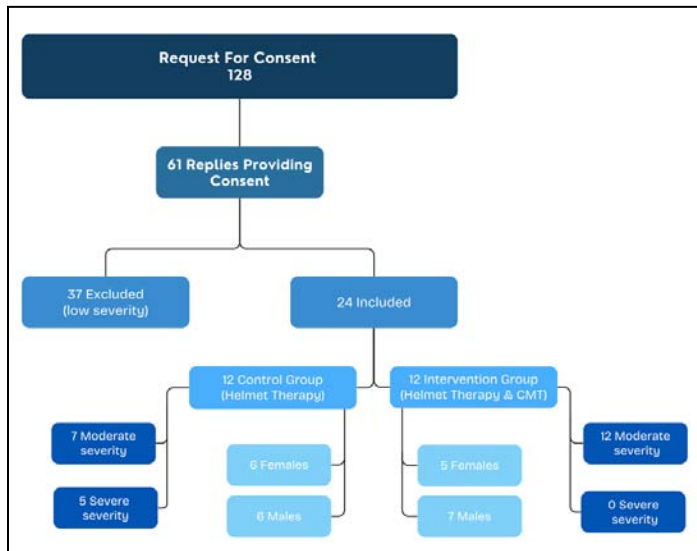 Request For Consent
128
61 Replies Providing
Consent
37 Excluded
(low severity)
24 Included
12 Control Group
(Helmet Therapy)
12 Intervention Group
(Helmet Therapy & CMT)
7 Moderate
severity
5 Severe
severity
6 Females
6 Males
5 Females
7 Males
12 Moderate
severity
0 Severe
severity